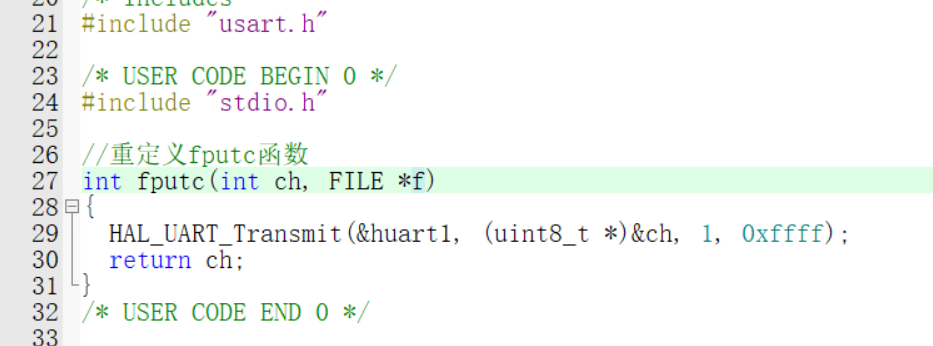 20 /* Includes
21 #include "usart.h"
22
23 /* USER CODE BEGIN 0 */
24 #include "stdio.h"
25
26 //重定义fputc函数
27 int fputc(int ch, FILE *f)
28 {
29 HAL_UART_Transmit(&huart1, (uint8_t *)&ch, 1, 0xffff);
30 return ch;
31 }
32 /* USER CODE END 0 */
33